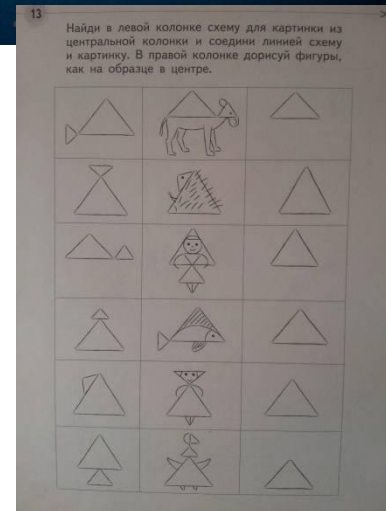 13
Найди в левой колонке схему для картинки из
центральной колонки и соедини линией схему
и картинку. В правой колонке дорисуй фигуры,
как на образце в центре.